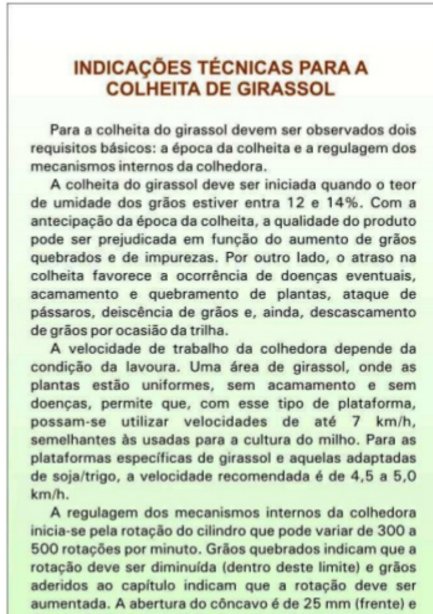 INDICAÇÕES TÉCNICAS PARA A
COLHEITA DE GIRASSOL
Para a colheita do girassol devem ser observados dois
requisitos básicos: a época da colheita e a regulagem dos
mecanismos internos da colhedora.
A colheita do girassol deve ser iniciada quando o teor
de umidade dos grãos estiver entra 12 e 14%. Com a
antecipação da época da colheita, a qualidade do produto
pode ser prejudicada em função do aumento de grãos
quebrados e de impurezas. Por outro lado, o atraso na
colheita favorece a ocorrência de doenças eventuais,
acamamento e quebramento de plantas, ataque de
pássaros, deiscência de grãos e, ainda, descascamento
de grãos por ocasião da trilha.
A velocidade de trabalho da colhedora depende da
condição da lavoura. Uma área de girassol, onde as
plantas estão uniformes, sem acamamento e sem
doenças, permite que, com esse tipo de plataforma,
possam-se utilizar velocidades de até 7 km/h,
semelhantes às usadas para a cultura do milho. Para as
plataformas específicas de girassol e aquelas adaptadas
de soja/trigo, a velocidade recomendada é de 4,5 a 5,0
km/h.
A regulagem dos mecanismos internos da colhedora
inicia-se pela rotação do cilindro que pode variar de 300 a
500 rotações por minuto. Grãos quebrados indicam que a
rotação deve ser diminuída (dentro deste limite) e grãos
aderidos ao capítulo indicam que a rotação deve ser
aumentada. A abertura do côncavo é de 25 mm (frente) e